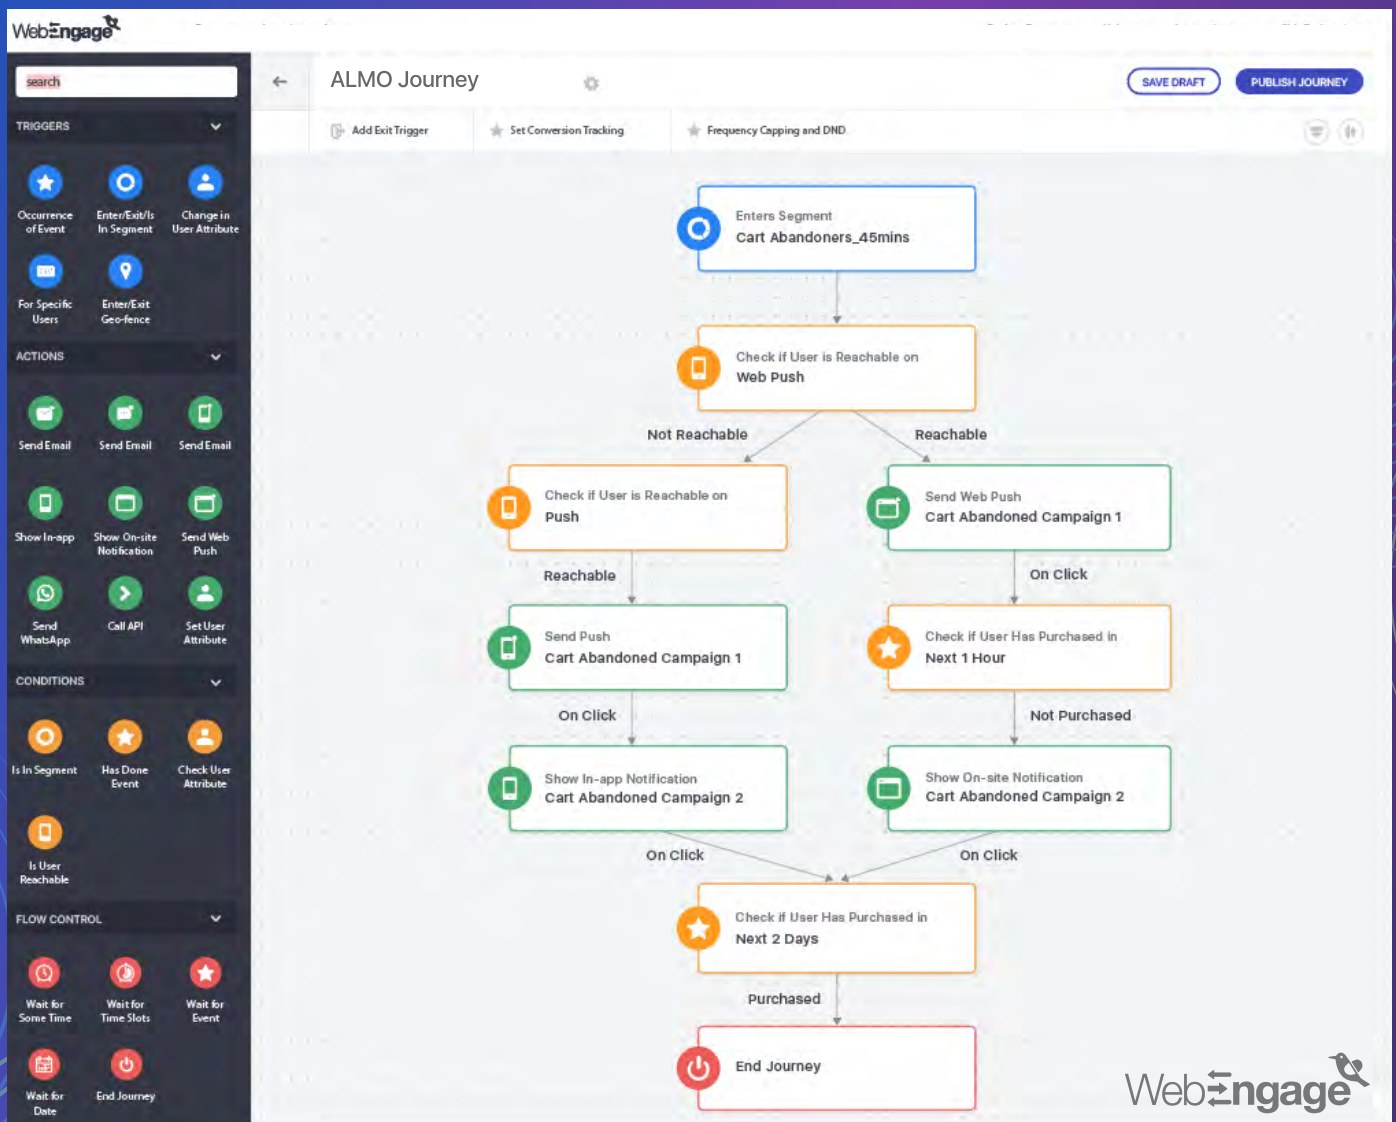 WebEngage
search
ALMO Journey
SAVE DRAFT
PUBLISH JOURNEY
Add Exit Trigger
Set Conversion Tracking
Frequency Capping and DND
TRIGGERS
Occurrence
of Event
Enter/Exit/Is
In Segment
Change in
User Attribute
For Specific
Users
Enter/Exit
Geo-fence
ACTIONS
Send Email
Send Email
Send Email
Show In-app
Show On-site
Notification
Send Web
Push
Send
WhatsApp
Call API
Set User
Attribute
CONDITIONS
Is In Segment
Has Done
Event
Check User
Attribute
Is User
Reachable
FLOW CONTROL
Wait for
Some Time
Wait for
Time Slots
Wait for
Event
Wait for
Date
End Journey
Enters Segment
Cart Abandoners_45mins
Check if User is Reachable on
Web Push
Not Reachable
Reachable
Check if User is Reachable on
Push
Send Web Push
Cart Abandoned Campaign 1
Reachable
On Click
Send Push
Cart Abandoned Campaign 1
Check if User Has Purchased in
Next 1 Hour
On Click
Not Purchased
Show In-app Notification
Cart Abandoned Campaign 2
Show On-site Notification
Cart Abandoned Campaign 2
On Click
On Click
Check if User Has Purchased in
Next 2 Days
Purchased
End Journey
WebEngage